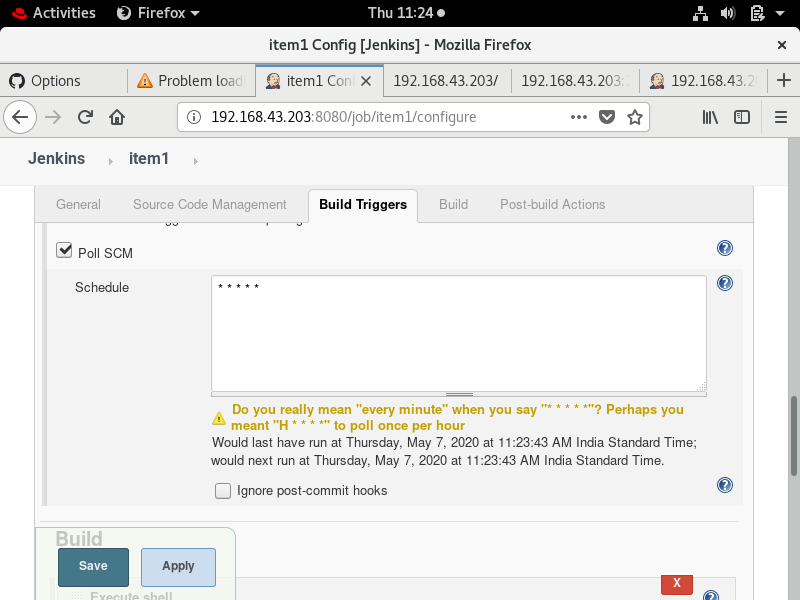 Activities Firefox Thu 11:24
item1 Config [Jenkins] - Mozilla Firefox
Options Problem load item1 Con 192.168.43.203/ 192.168.43.203: 192.168.43.2
192.168.43.203:8080/job/item1/configure
Jenkins item1
General Source Code Management Build Triggers Build Post-build Actions
Poll SCM
Schedule * * * * *
Do you really mean "every minute" when you say "* * * * *"? Perhaps you
meant "H * * * *" to poll once per hour
Would last have run at Thursday, May 7, 2020 at 11:23:43 AM India Standard Time;
would next run at Thursday, May 7, 2020 at 11:23:43 AM India Standard Time.
Ignore post-commit hooks
Build
Save Apply
X
Execute shell